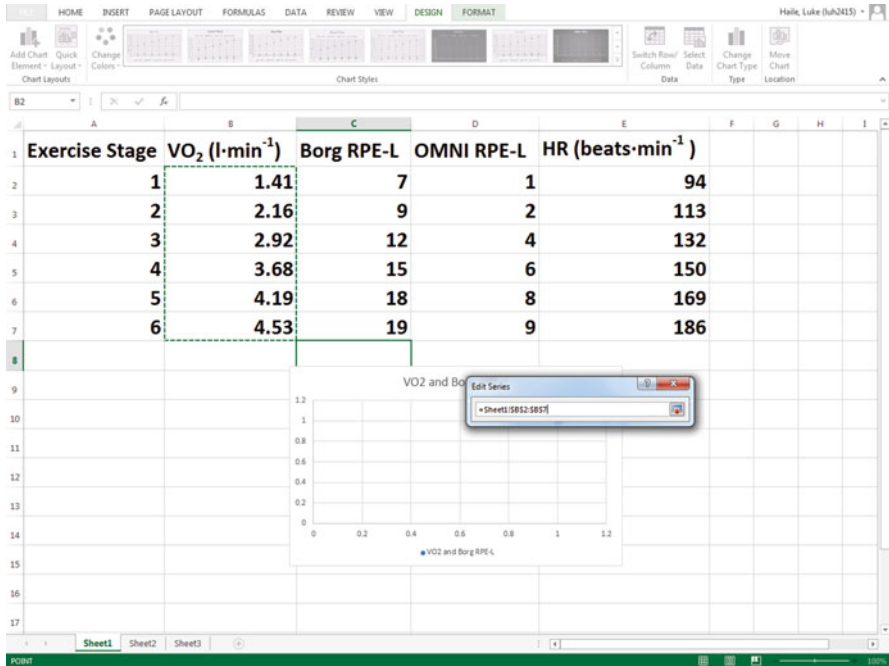 HOME INSERT PAGE LAYOUT FORMULAS DATA REVIEW VIEW DESIGN FORMAT Haile, Luke (luh2415)
Add Chart Quick Change Switch Row/ Select Change Move
Element Layout Colors Column Data Chart Type Chart
Chart Layouts Chart Styles Data Type Location
B2 fx
A B C D E F G H I
1 Exercise Stage VO₂ (l·min⁻¹) Borg RPE-L OMNI RPE-L HR (beats·min⁻¹ )
2 1 1.41 7 1 94
3 2 2.16 9 2 113
4 3 2.92 12 4 132
5 4 3.68 15 6 150
6 5 4.19 18 8 169
7 6 4.53 19 9 186
8
9 VO2 and Bo Edit Series
=Sheet1!$B$2:$B$7
1.2
10 1
0.8
11
0.6
12
0.4
13 0.2
0
14 0 0.2 0.4 0.6 0.8 1 1.2
VO2 and Borg RPE-L
15
16
17
Sheet1 Sheet2 Sheet3
POINT 100%